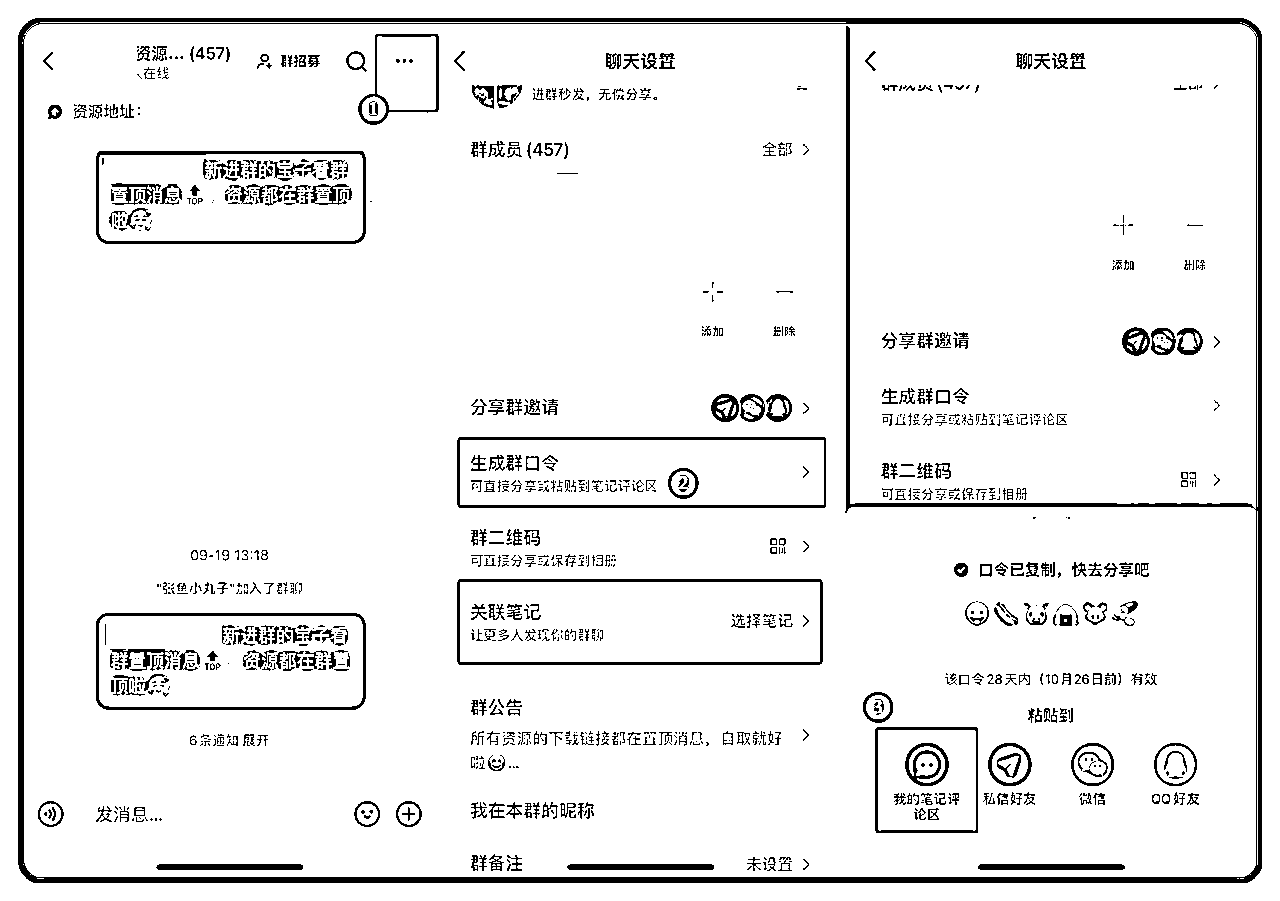 资源... (457)
在线
群招募
资源地址：
新进群的宝子看群
置顶消息
TOP
，资源都在群置顶
啦
09-19 13:18
“张鱼小丸子”加入了群聊
新进群的宝子看
群置顶消息
TOP
，资源都在群置
顶啦
6条通知 展开
发消息...
聊天设置
进群秒发，无偿分享。
群成员 (457)
全部
添加
删除
分享群邀请
生成群口令
可直接分享或粘贴到笔记评论区
2
群二维码
可直接分享或保存到相册
关联笔记
让更多人发现你的群聊
选择笔记
群公告
所有资源的下载链接都在置顶消息，自取就好
啦😀...
我在本群的昵称
群备注
未设置
聊天设置
群成员 (457)
全部
添加
删除
分享群邀请
生成群口令
可直接分享或粘贴到笔记评论区
群二维码
可直接分享或保存到相册
口令已复制，快去分享吧
该口令28天内（10月26日前）有效
粘贴到
3
我的笔记评
论区
私信好友
微信
QQ好友